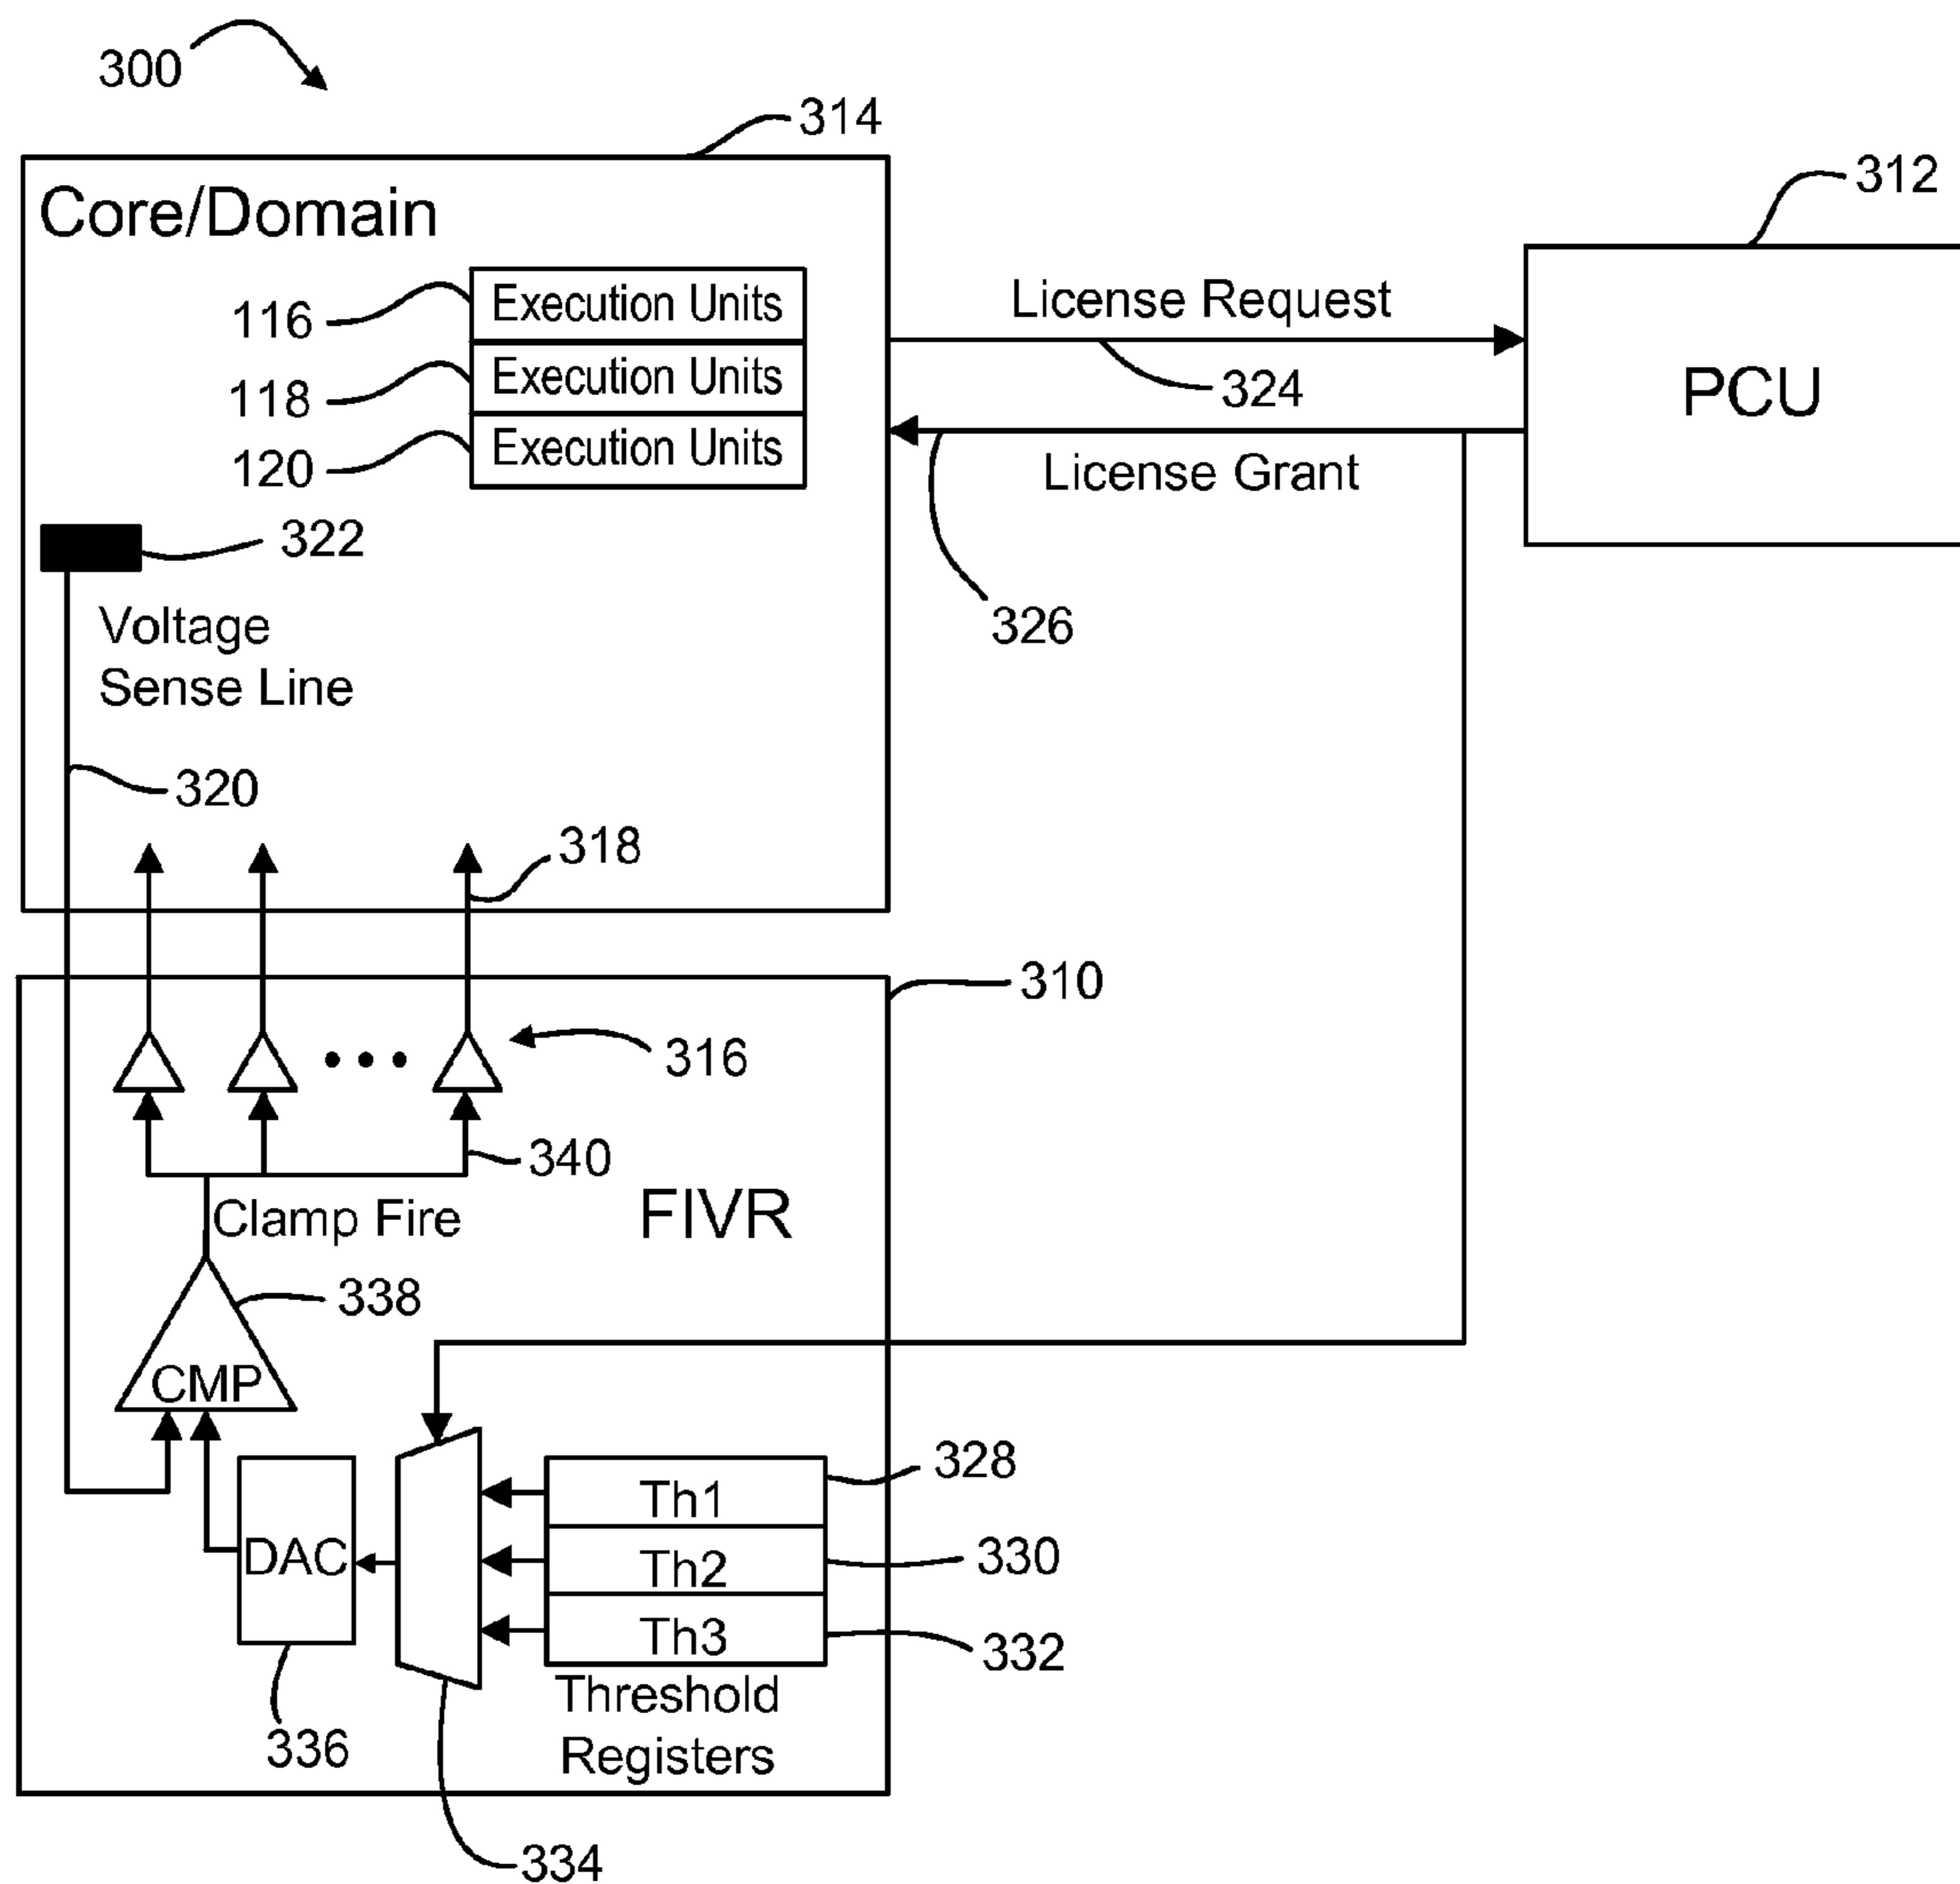 300
314
312
Core/Domain
116
Execution Units
118
Execution Units
120
Execution Units
License Request
324
PCU
License Grant
326
322
Voltage
Sense Line
320
318
310
316
340
Clamp Fire
FIVR
338
CMP
DAC
336
Th1
328
Th2
330
Th3
332
Threshold
Registers
334